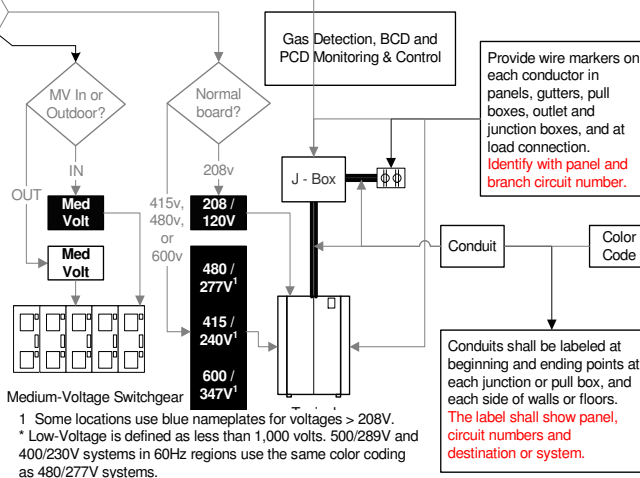 Gas Detection, BCD and
PCD Monitoring & Control
Provide wire markers on
each conductor in
panels, gutters, pull
boxes, outlet and
junction boxes, and at
load connection.
Identify with panel and
branch circuit number.
MV In or
Outdoor?
Normal
board?
IN
OUT
208v
415v,
480v,
or
600v
Med
Volt
Med
Volt
208 /
120V
480 /
277V¹
415 /
240V¹
600 /
347V¹
J - Box
Conduit
Color
Code
Conduits shall be labeled at
beginning and ending points at
each junction or pull box, and
each side of walls or floors.
The label shall show panel,
circuit numbers and
destination or system.
Medium-Voltage Switchgear
1 Some locations use blue nameplates for voltages > 208V.
* Low-Voltage is defined as less than 1,000 volts. 500/289V and
400/230V systems in 60Hz regions use the same color coding
as 480/277V systems.